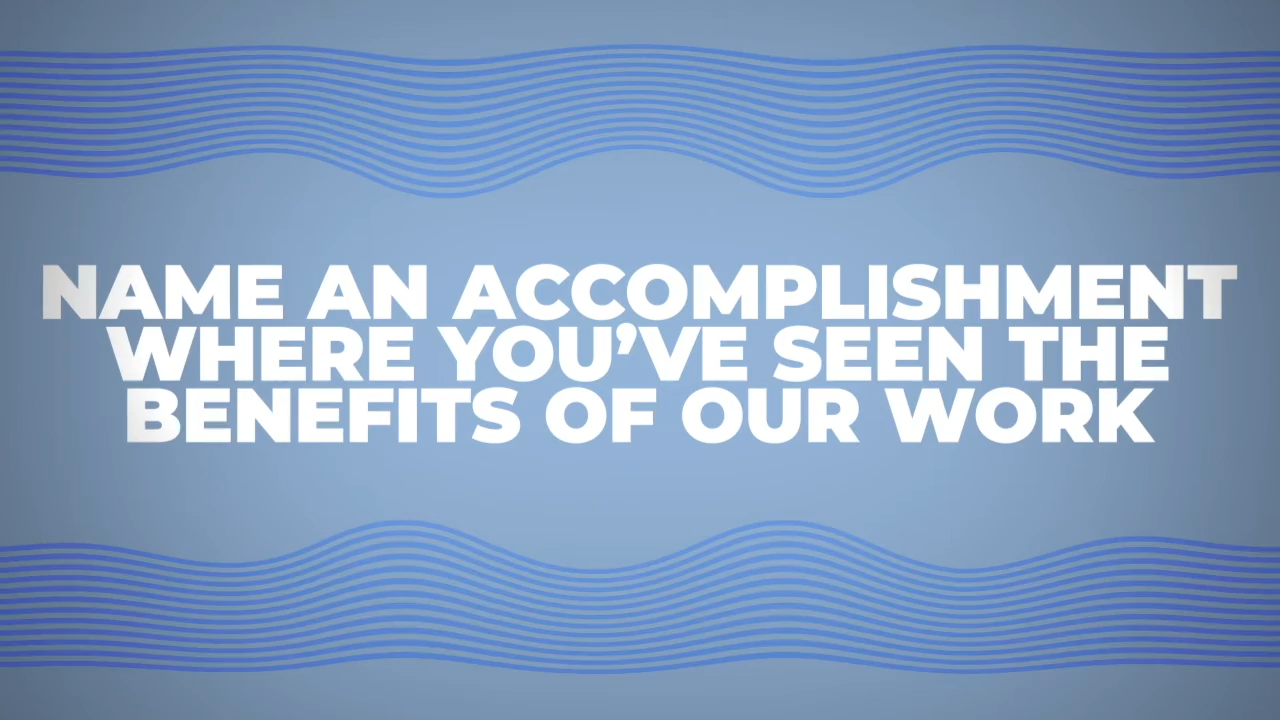 NAME AN ACCOMPLISHMENT
WHERE YOU’VE SEEN THE
BENEFITS OF OUR WORK